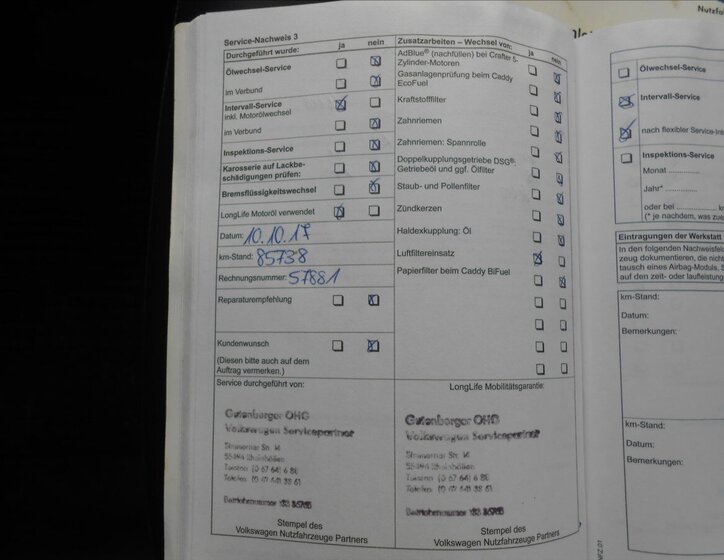 Nutzfah
Service-Nachweis 3
Durchgeführt wurde: ja nein
Ölwechsel-Service
im Verbund
Intervall-Service
inkl. Motorölwechsel
im Verbund
Inspektions-Service
Karosserie auf Lackbe-
schädigungen prüfen:
Bremsflüssigkeitswechsel
LongLife Motoröl verwendet
Datum: 10.10.17
km-Stand: 85738
Rechnungsnummer: 57881
Reparaturempfehlung
Kundenwunsch
(Diesen bitte auch auf dem
Auftrag vermerken.)
Service durchgeführt von:
Gutenberger OHG
Volkswagen Servicepartner
Stempel des
Volkswagen Nutzfahrzeuge Partners
Zusatzarbeiten – Wechsel von: ja nein
AdBlue® (nachfüllen) bei Crafter 5-
Zylinder-Motoren
Gasanlagenprüfung beim Caddy
EcoFuel
Kraftstofffilter
Zahnriemen
Zahnriemen: Spannrolle
Doppelkupplungsgetriebe DSG®:
Getriebeöl und ggf. Ölfilter
Staub- und Pollenfilter
Zündkerzen
Haldexkupplung: Öl
Luftfiltereinsatz
Papierfilter beim Caddy BiFuel
LongLife Mobilitätsgarantie:
Gutenberger OHG
Volkswagen Servicepartner
Stempel des
Volkswagen Nutzfahrzeuge Partners
Ölwechsel-Service
Intervall-Service
nach flexibler Service-Int
Inspektions-Service
Monat
Jahr*
oder bei
(* je nachdem, was zue
Eintragungen der Werkstatt
In den folgenden Nachweisfel
zeug dokumentieren, die nicht
tausch eines Airbag-Moduls, S
auf den zeit- oder laufleistung
km-Stand:
Datum:
Bemerkungen:
km-Stand:
Datum:
Bemerkungen: